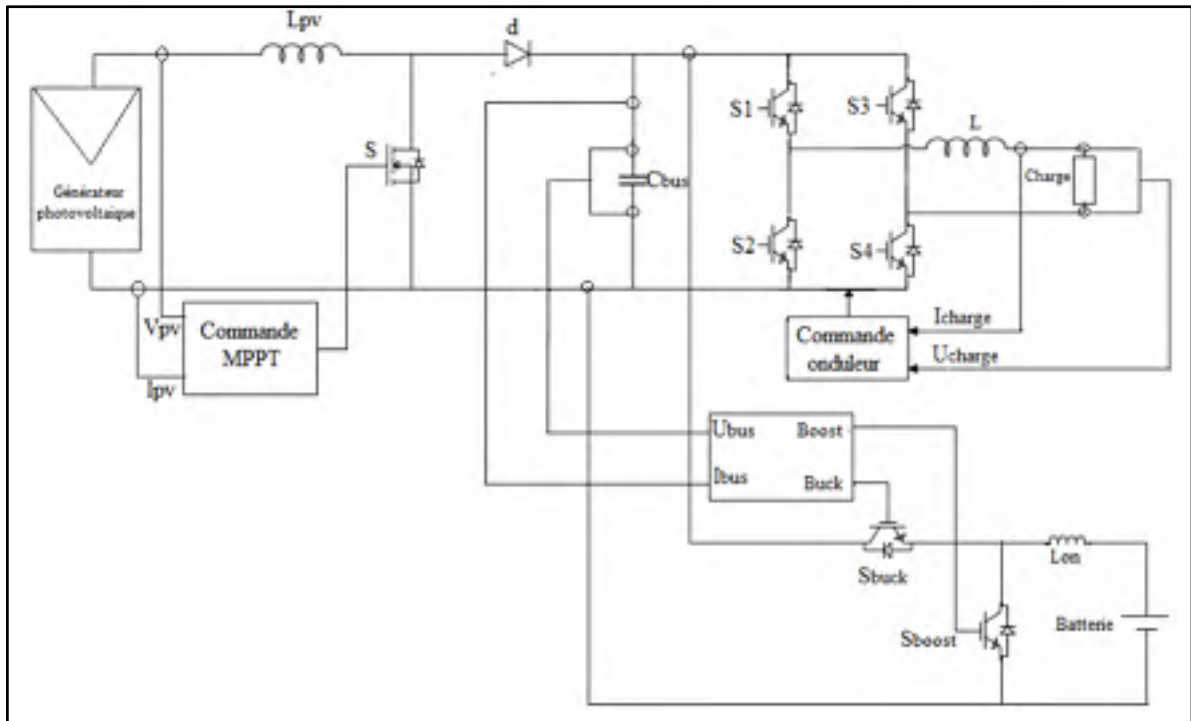 Lpv
d
S1
S3
L
S
Cbus
Charge
Générateur
photovoltaïque
S2
S4
Vpv
Commande
MPPT
Ipv
Icharge
Commande
onduleur
Ucharge
Ubus
Boost
Ibus
Buck
Sbuck
Lon
Sboost
Batterie